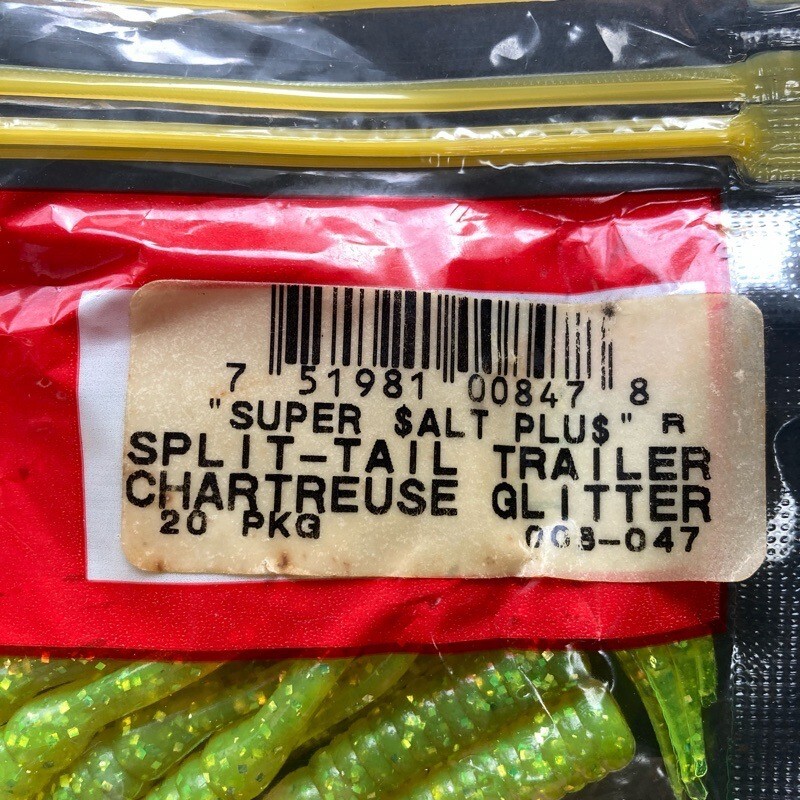 7 51981 00847 8
"SUPER $ALT PLU$" R
SPLIT-TAIL TRAILER
CHARTREUSE GLITTER
20 PKG 008-047